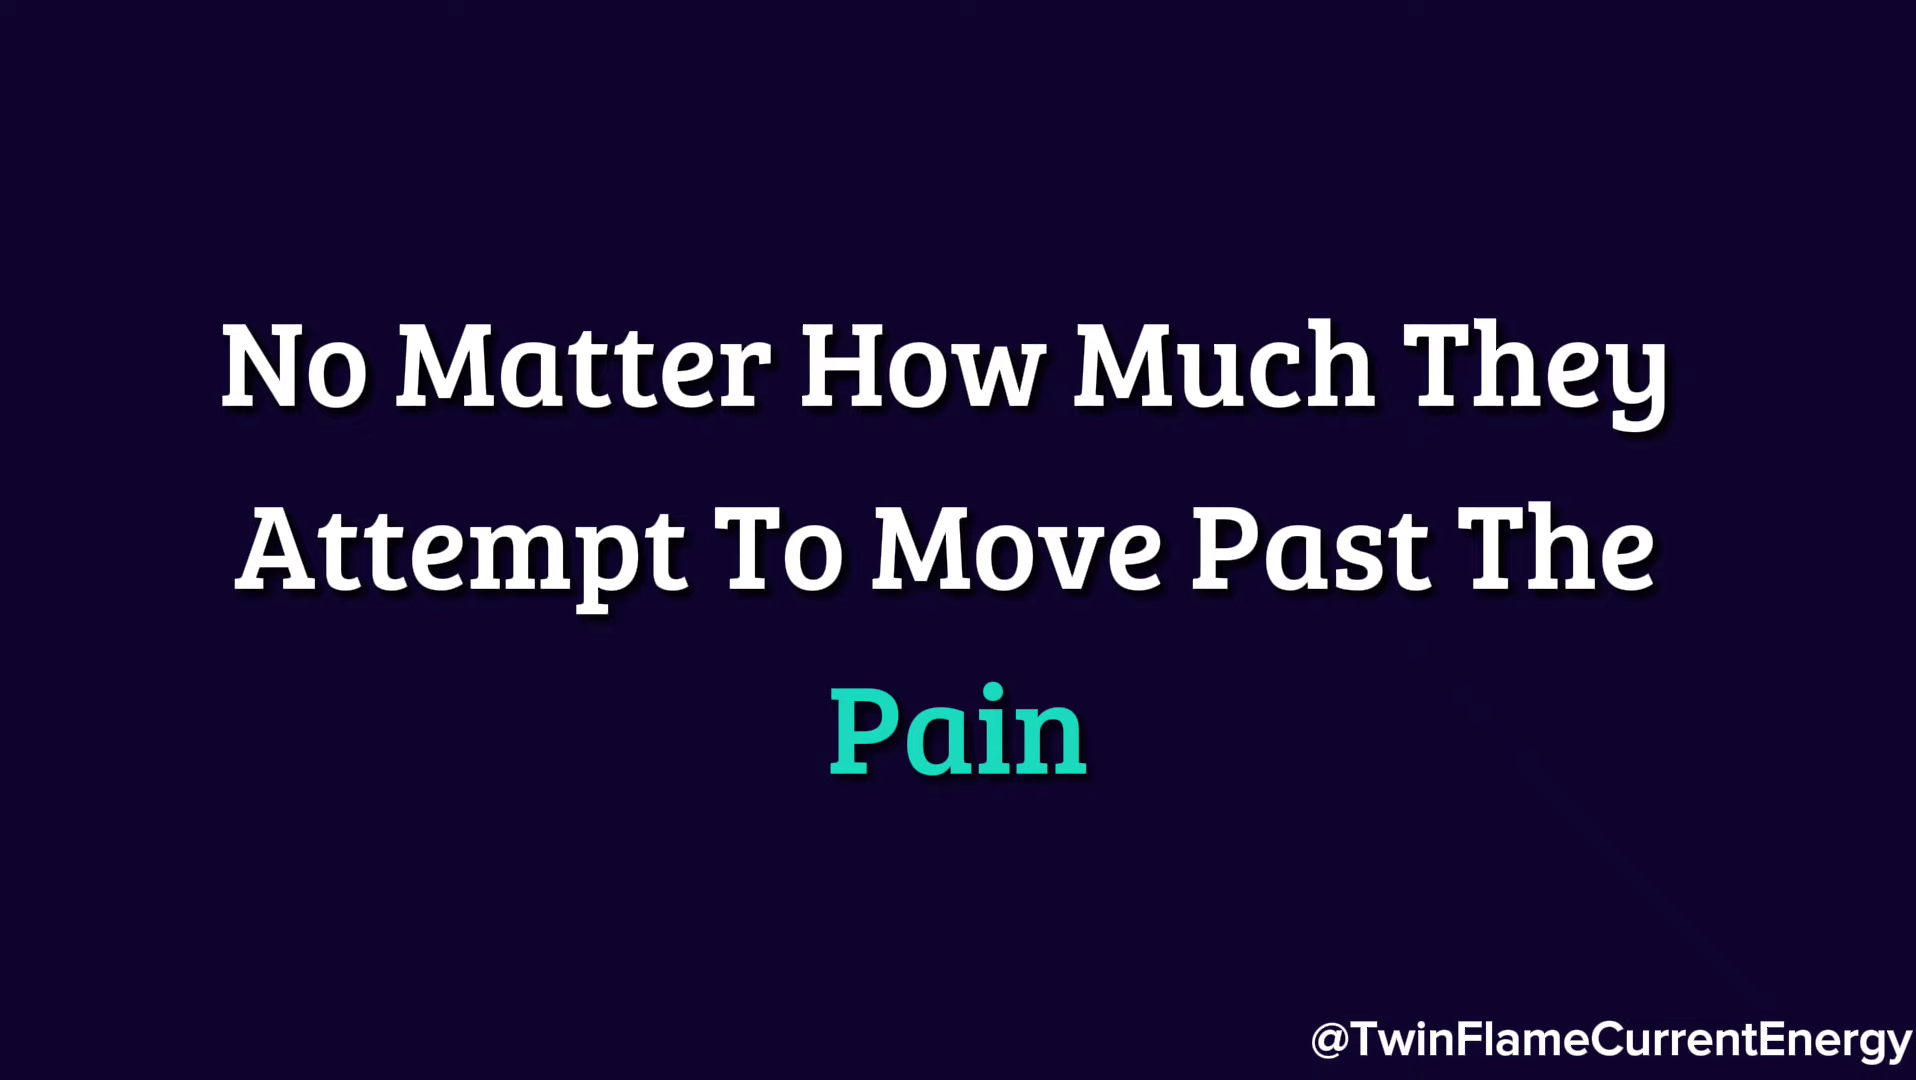 No Matter How Much They
Attempt To Move Past The
Pain
@TwinFlameCurrentEnergy